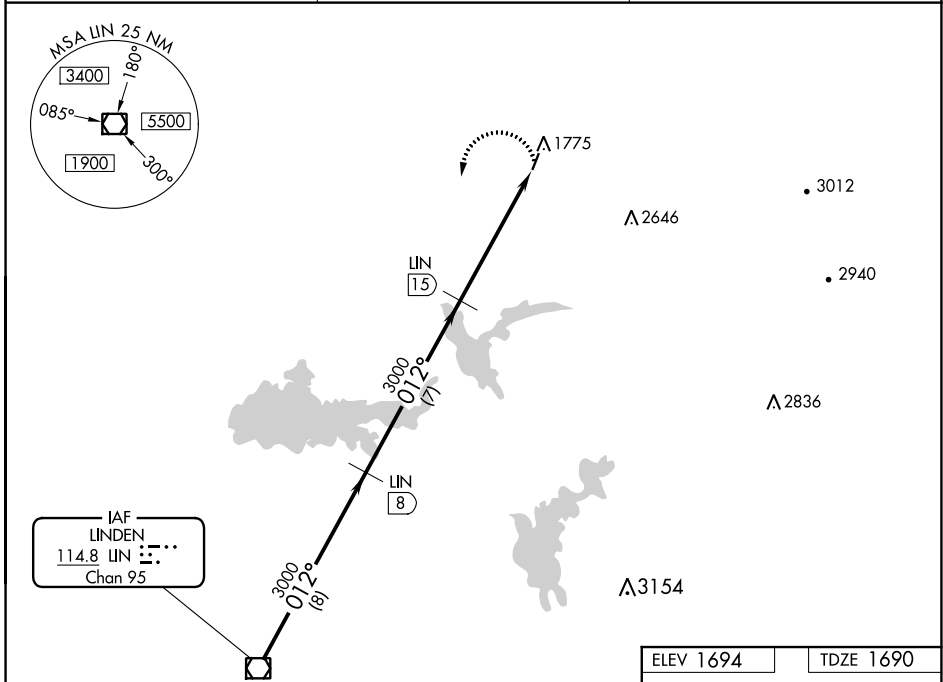 MSA LIN 25 NM
3400
180°
085°
5500
1900
300°
1775
3012
2646
LIN
15
2940
3000
012°
(7)
2836
LIN
8
IAF
LINDEN
114.8 LIN
Chan 95
3000
012°
(8)
3154
ELEV 1694
TDZE 1690